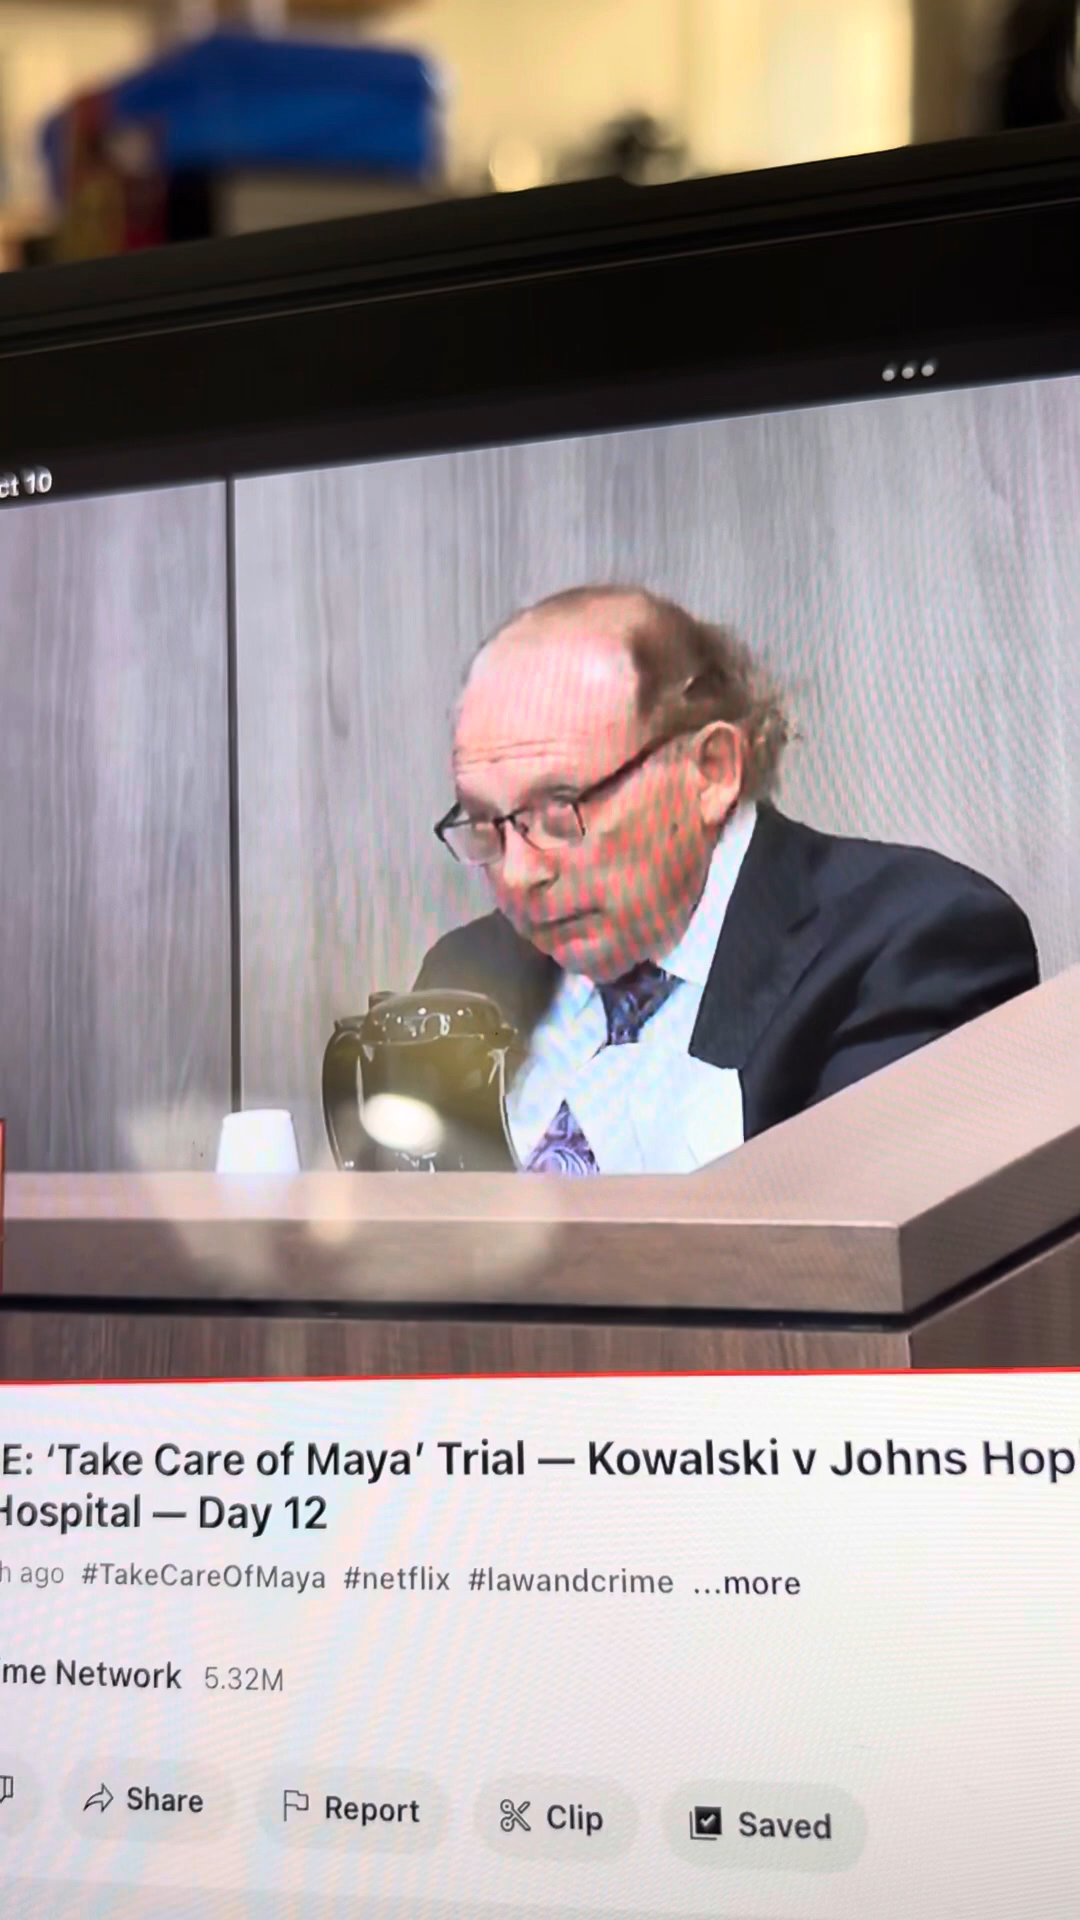 ct 10
E: ‘Take Care of Maya’ Trial — Kowalski v Johns Hop
Hospital — Day 12
h ago #TakeCareOfMaya #netflix #lawandcrime ...more
me Network 5.32M
Share Report Clip Saved